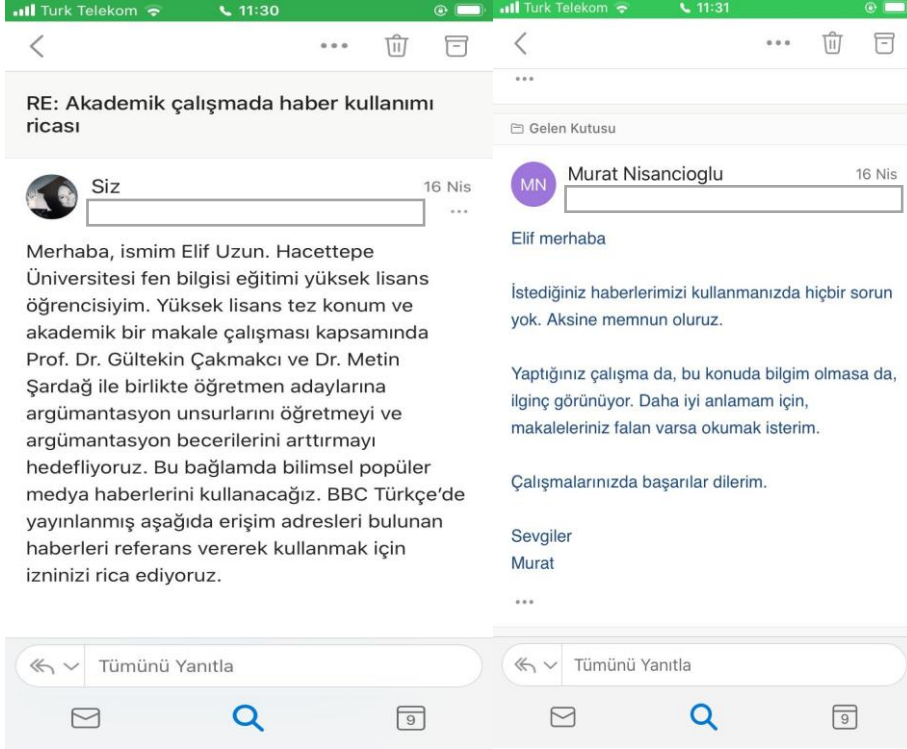 Turk Telekom
11:30
RE: Akademik çalışmada haber kullanımı
ricası
Siz
16 Nis
Merhaba, ismim Elif Uzun. Hacettepe
Üniversitesi fen bilgisi eğitimi yüksek lisans
öğrencisiyim. Yüksek lisans tez konum ve
akademik bir makale çalışması kapsamında
Prof. Dr. Gültekin Çakmakcı ve Dr. Metin
Şardağ ile birlikte öğretmen adaylarına
argümantasyon unsurlarını öğretmeyi ve
argümantasyon becerilerini arttırmayı
hedefliyoruz. Bu bağlamda bilimsel popüler
medya haberlerini kullanacağız. BBC Türkçe’de
yayınlanmış aşağıda erişim adresleri bulunan
haberleri referans vererek kullanmak için
izninizi rica ediyoruz.
Tümünü Yanıtla
9
Turk Telekom
11:31
Gelen Kutusu
MN
Murat Nisancioglu
16 Nis
Elif merhaba
İstediğiniz haberlerimizi kullanmanızda hiçbir sorun
yok. Aksine memnun oluruz.
Yaptığınız çalışma da, bu konuda bilgim olmasa da,
ilginç görünüyor. Daha iyi anlamam için,
makaleleriniz falan varsa okumak isterim.
Çalışmalarınızda başarılar dilerim.
Sevgiler
Murat
Tümünü Yanıtla
9